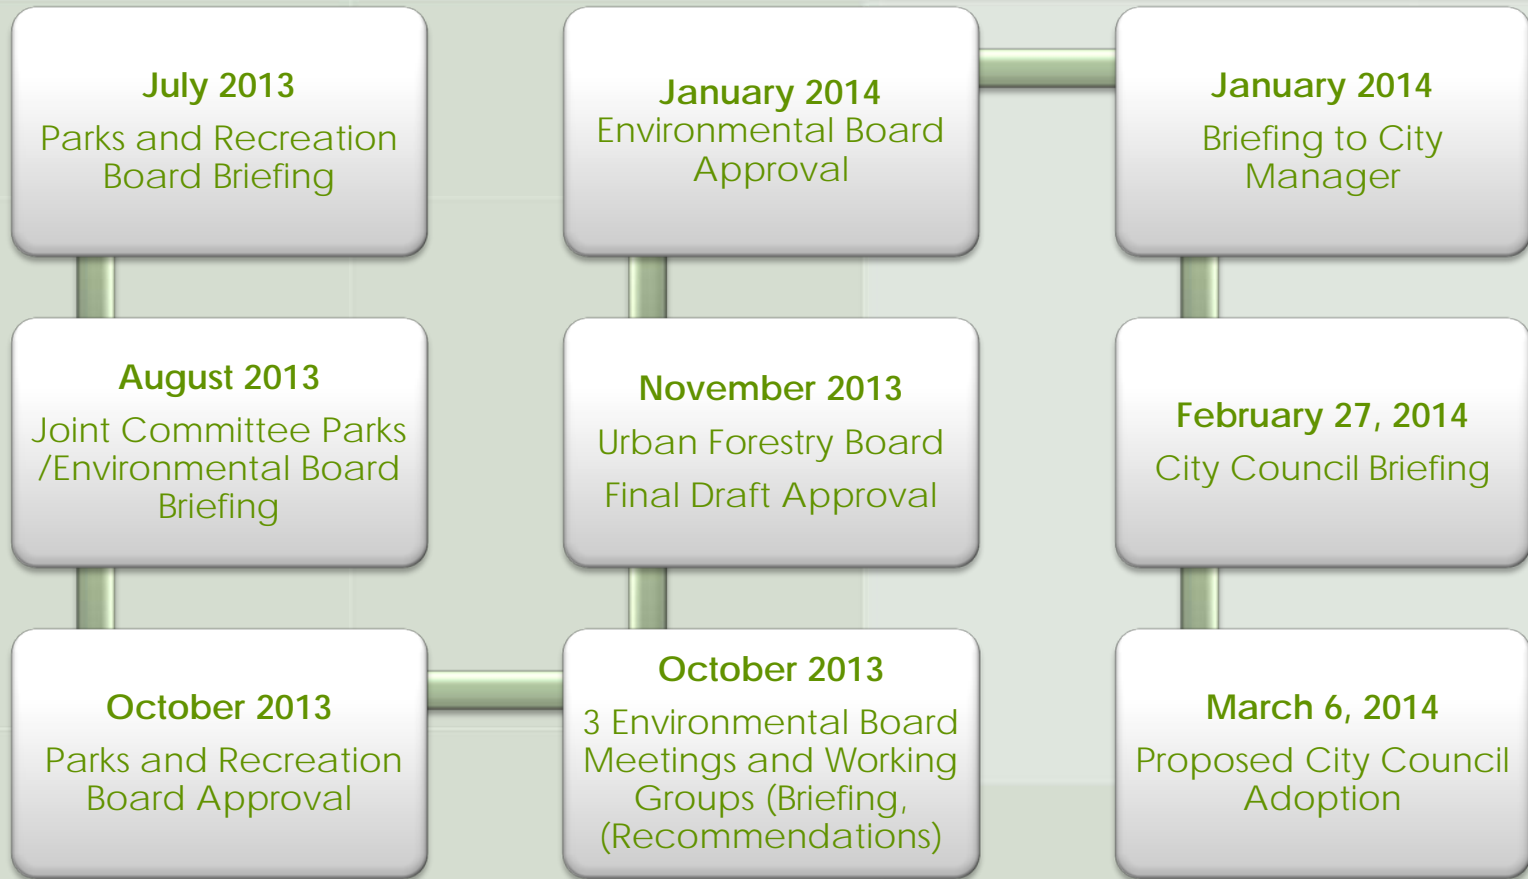 July 2013
Parks and Recreation
Board Briefing
August 2013
Joint Committee Parks
/Environmental Board
Briefing
October 2013
Parks and Recreation
Board Approval
October 2013
3 Environmental Board
Meetings and Working
Groups (Briefing,
(Recommendations)
November 2013
Urban Forestry Board
Final Draft Approval
January 2014
Environmental Board
Approval
January 2014
Briefing to City
Manager
February 27, 2014
City Council Briefing
March 6, 2014
Proposed City Council
Adoption